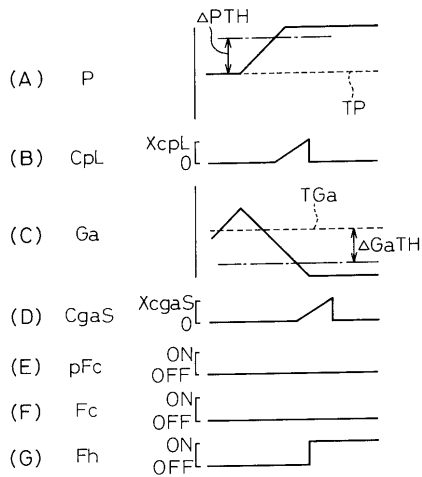 ΔPTH
(A) P
TP
(B) CpL XcpL
0
TGa
(C) Ga
ΔGaTH
(D) CgaS XcgaS
0
(E) pFc ON
OFF
(F) Fc ON
OFF
(G) Fh ON
OFF